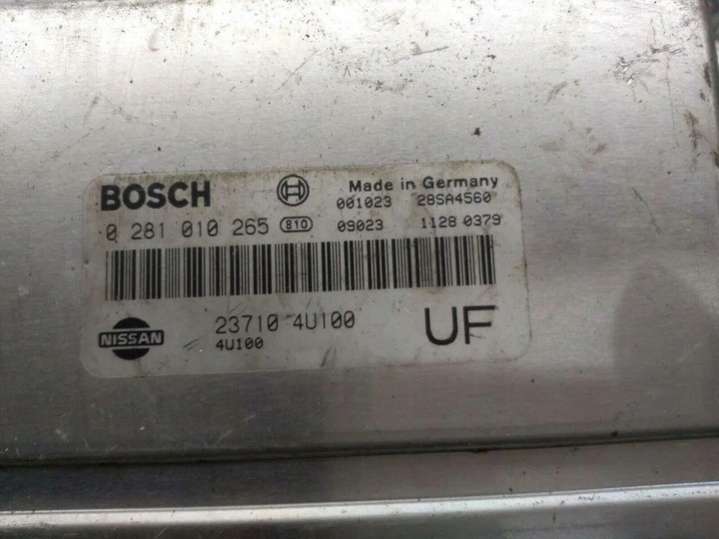 BOSCH Made in Germany
001023 28SA4560
0 281 010 265 810 09023 1128 0379
NISSAN 23710 4U100 UF
4U100